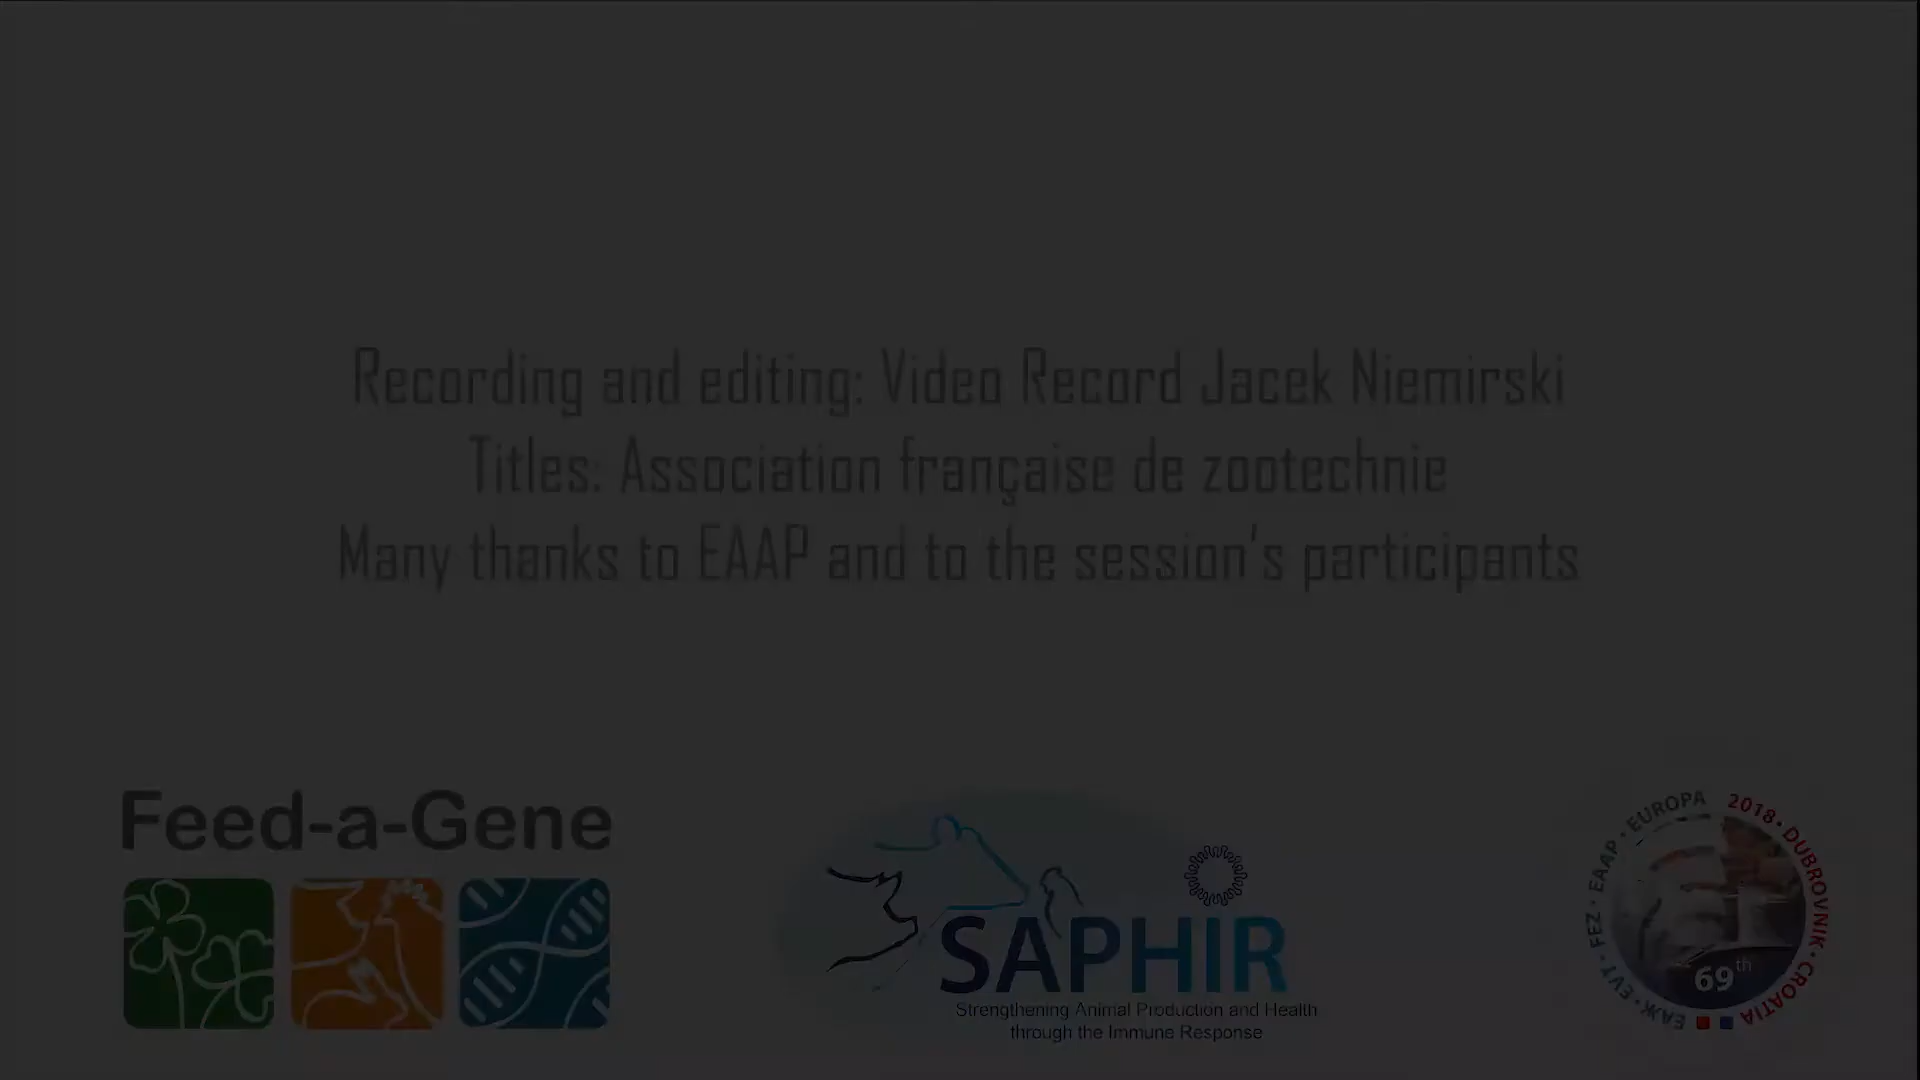 Recording and editing: Video Record Jacek Niemirski
Titles: Association française de zootechnie
Many thanks to EAAP and to the session's participants
Feed-a-Gene
SAPHIR
Strengthening Animal Production and Health
through the Immune Response
ЕАЖ · EVT · FEZ · EAAP · EUROPA 2018 · DUBROVNIK · CROATIA
69th